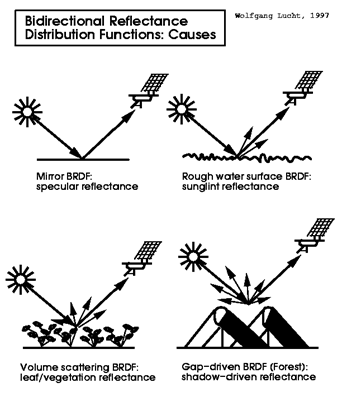 Bidirectional Reflectance
Distribution Functions: Causes
Wolfgang Lucht, 1997
Mirror BRDF:
specular reflectance
Rough water surface BRDF:
sunglint reflectance
Volume scattering BRDF:
leaf/vegetation reflectance
Gap-driven BRDF (Forest):
shadow-driven reflectance